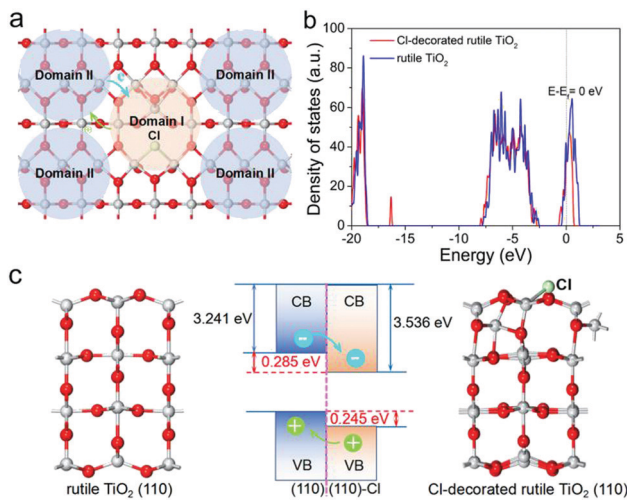 a
Domain II
e
Domain II
Domain I
Cl
Domain II
Domain II
b
Cl-decorated rutile TiO2
rutile TiO2
E-Ef= 0 eV
Density of states (a.u.)
100
80
60
40
20
0
-20
-15
-10
-5
0
5
Energy (eV)
c
CB
CB
3.241 eV
3.536 eV
0.285 eV
0.245 eV
VB
VB
(110)
(110)-Cl
rutile TiO2 (110)
Cl
Cl-decorated rutile TiO2 (110)